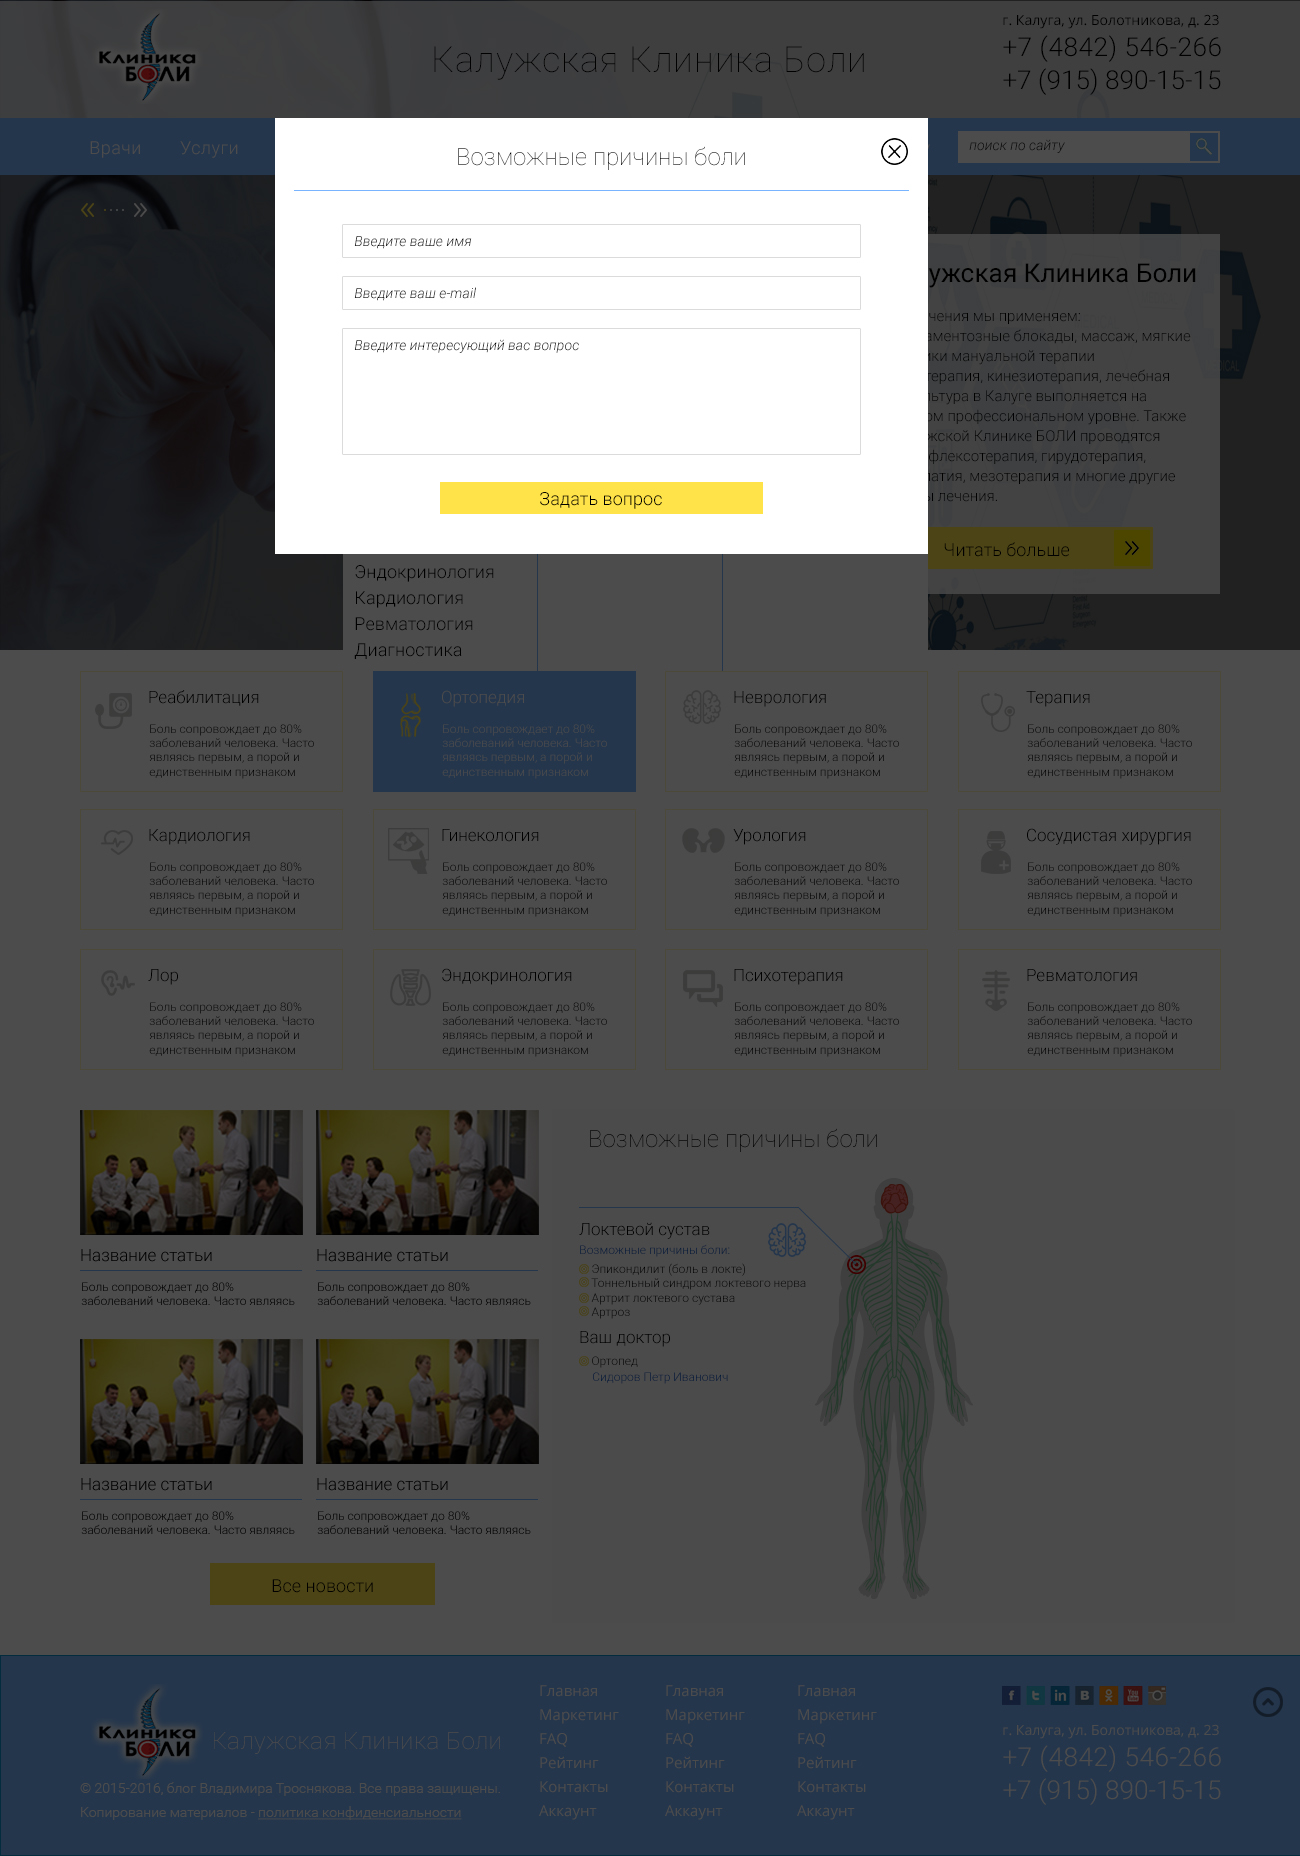 Клиника
БОЛИ
Калужская Клиника Боли
г. Калуга, ул. Болотникова, д. 23
+7 (4842) 546-266
+7 (915) 890-15-15
Врачи
Услуги
поиск по сайту
Возможные причины боли
Введите ваше имя
Введите ваш e-mail
Введите интересующий вас вопрос
Задать вопрос
ужская Клиника Боли
чения мы применяем:
аментозные блокады, массаж, мягкие
ики мануальной терапии
терапия, кинезиотерапия, лечебная
льтура в Калуге выполняется на
ом профессиональном уровне. Также
жской Клинике БОЛИ проводятся
флексотерапия, гирудотерапия,
патия, мезотерапия и многие другие
ы лечения.
Читать больше
Эндокринология
Кардиология
Ревматология
Диагностика
Реабилитация
Боль сопровождает до 80%
заболеваний человека. Часто
являясь первым, а порой и
единственным признаком
Ортопедия
Боль сопровождает до 80%
заболеваний человека. Часто
являясь первым, а порой и
единственным признаком
Неврология
Боль сопровождает до 80%
заболеваний человека. Часто
являясь первым, а порой и
единственным признаком
Терапия
Боль сопровождает до 80%
заболеваний человека. Часто
являясь первым, а порой и
единственным признаком
Кардиология
Боль сопровождает до 80%
заболеваний человека. Часто
являясь первым, а порой и
единственным признаком
Гинекология
Боль сопровождает до 80%
заболеваний человека. Часто
являясь первым, а порой и
единственным признаком
Урология
Боль сопровождает до 80%
заболеваний человека. Часто
являясь первым, а порой и
единственным признаком
Сосудистая хирургия
Боль сопровождает до 80%
заболеваний человека. Часто
являясь первым, а порой и
единственным признаком
Лор
Боль сопровождает до 80%
заболеваний человека. Часто
являясь первым, а порой и
единственным признаком
Эндокринология
Боль сопровождает до 80%
заболеваний человека. Часто
являясь первым, а порой и
единственным признаком
Психотерапия
Боль сопровождает до 80%
заболеваний человека. Часто
являясь первым, а порой и
единственным признаком
Ревматология
Боль сопровождает до 80%
заболеваний человека. Часто
являясь первым, а порой и
единственным признаком
Название статьи
Боль сопровождает до 80%
заболеваний человека. Часто являясь
Название статьи
Боль сопровождает до 80%
заболеваний человека. Часто являясь
Название статьи
Боль сопровождает до 80%
заболеваний человека. Часто являясь
Название статьи
Боль сопровождает до 80%
заболеваний человека. Часто являясь
Все новости
Возможные причины боли
Локтевой сустав
Возможные причины боли:
Эпикондилит (боль в локте)
Тоннельный синдром локтевого нерва
Артрит локтевого сустава
Артроз
Ваш доктор
Ортопед
Сидоров Петр Иванович
Клиника
БОЛИ
Калужская Клиника Боли
© 2015-2016, блог Владимира Троснякова. Все права защищены.
Копирование материалов - политика конфиденсиальности
Главная
Маркетинг
FAQ
Рейтинг
Контакты
Аккаунт
Главная
Маркетинг
FAQ
Рейтинг
Контакты
Аккаунт
Главная
Маркетинг
FAQ
Рейтинг
Контакты
Аккаунт
г. Калуга, ул. Болотникова, д. 23
+7 (4842) 546-266
+7 (915) 890-15-15